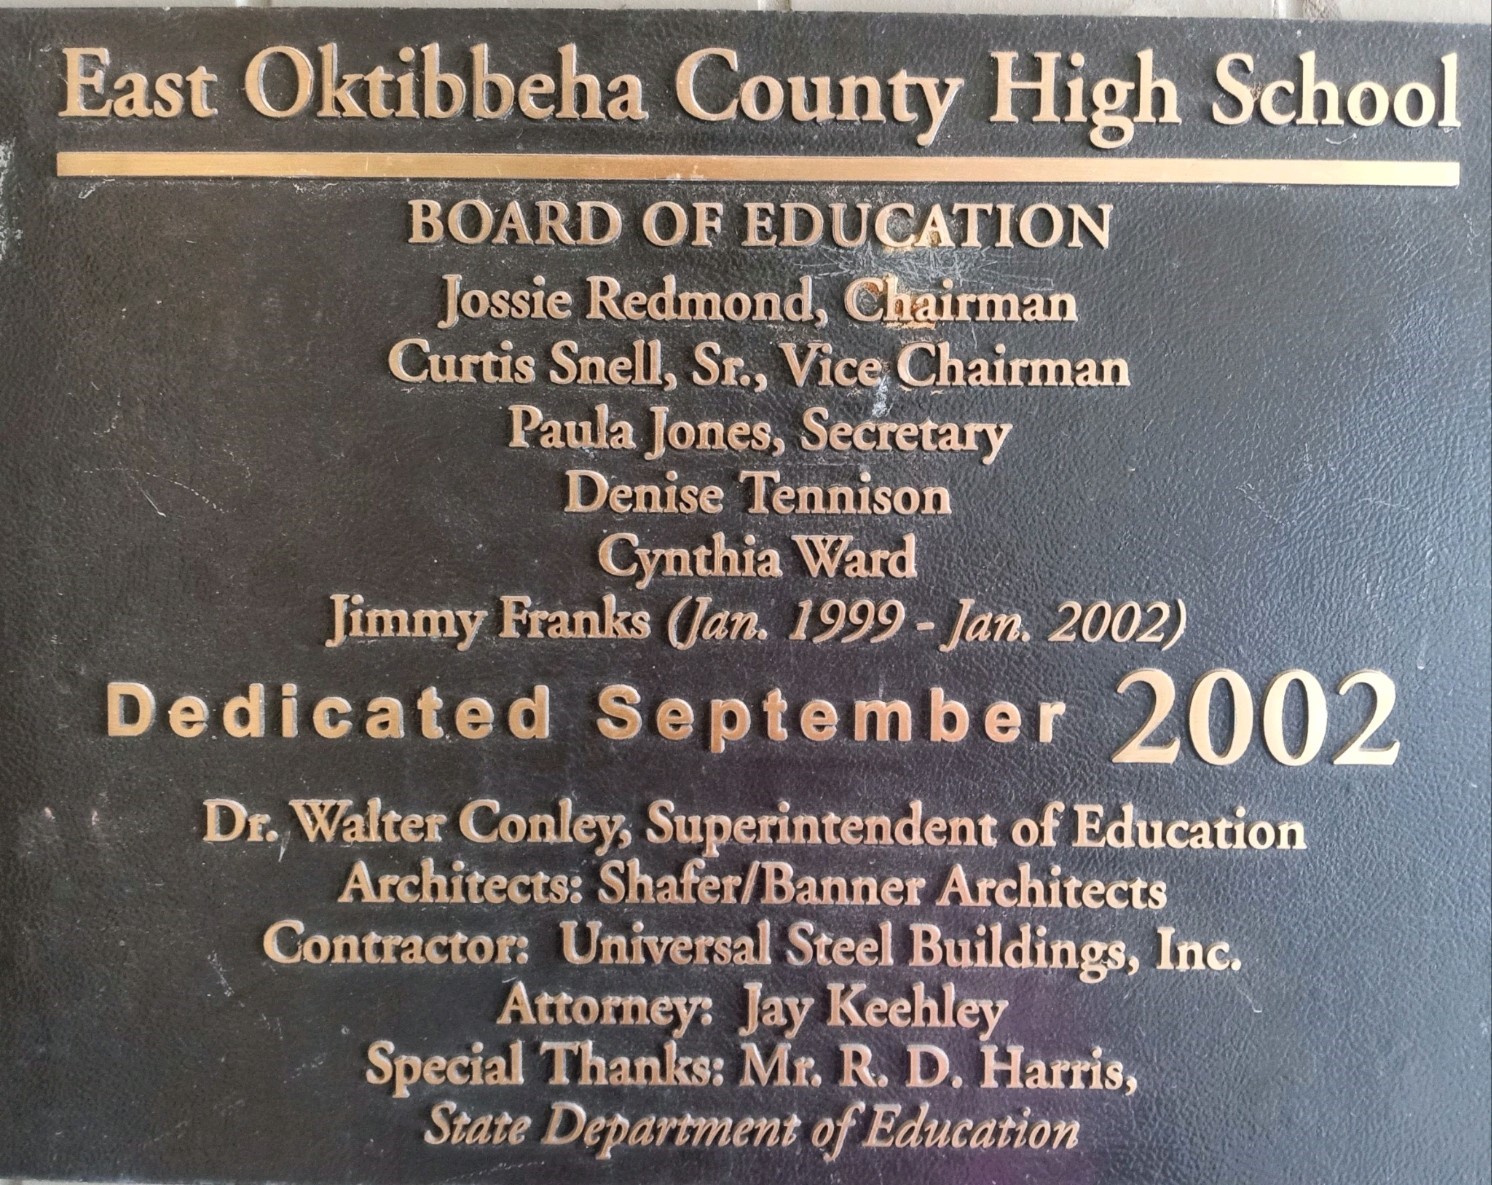 East Oktibbeha County High School
BOARD OF EDUCATION
Jossie Redmond, Chairman
Curtis Snell, Sr., Vice Chairman
Paula Jones, Secretary
Denise Tennison
Cynthia Ward
Jimmy Franks (Jan. 1999 - Jan. 2002)
Dedicated September 2002
Dr. Walter Conley, Superintendent of Education
Architects: Shafer/Banner Architects
Contractor: Universal Steel Buildings, Inc.
Attorney: Jay Keehley
Special Thanks: Mr. R. D. Harris,
State Department of Education